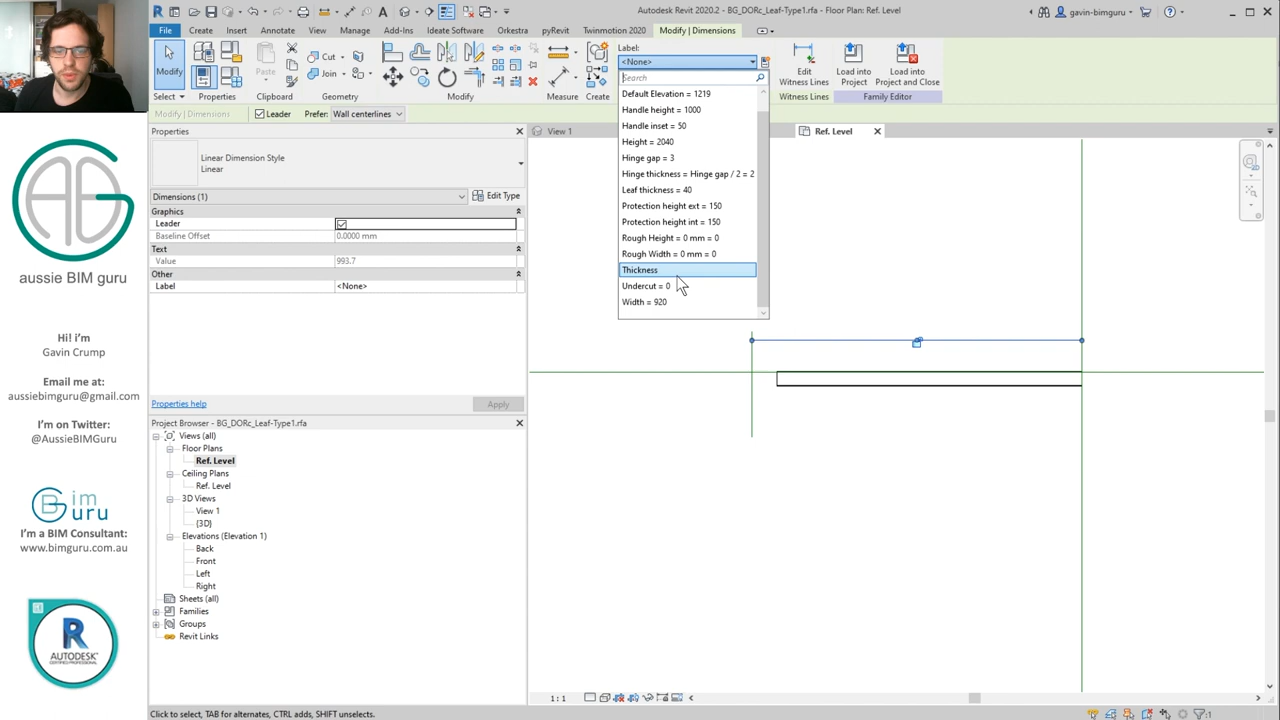 Autodesk Revit 2020.2 - BG_DORc_Leaf-Type1.rfa - Floor Plan: Ref. Level
gavin-bimguru
File Create Insert Annotate View Manage Add-Ins Ideate Software Orkestra pyRevit Twinmotion 2020 Modify | Dimensions
Label:
<None>
Search
Default Elevation = 1219
Handle height = 1000
Handle inset = 50
Height = 2040
Hinge gap = 3
Hinge thickness = Hinge gap / 2 = 2
Leaf thickness = 40
Protection height ext = 150
Protection height int = 150
Rough Height = 0 mm = 0
Rough Width = 0 mm = 0
Thickness
Undercut = 0
Width = 920
Modify
Paste
Cut
Join
Edit Witness Lines
Load into Project
Load into Project and Close
Select Properties Clipboard Geometry Modify Measure Create Witness Lines Family Editor
Modify | Dimensions Leader Prefer: Wall centerlines
Properties
View 1
Ref. Level
Linear Dimension Style
Linear
Dimensions (1)
Edit Type
Graphics
Leader
Baseline Offset 0.0000 mm
Text
Value 993.7
Other
Label <None>
Properties help
Apply
Project Browser - BG_DORc_Leaf-Type1.rfa
Views (all)
Floor Plans
Ref. Level
Ceiling Plans
Ref. Level
3D Views
View 1
{3D}
Elevations (Elevation 1)
Back
Front
Left
Right
Sheets (all)
Families
Groups
Revit Links
1 : 1
Click to select, TAB for alternates, CTRL adds, SHIFT unselects.
:1
aussie BIM guru
Hi! i'm
Gavin Crump
Email me at:
aussiebimguru@gmail.com
I'm on Twitter:
@AussieBIMGuru
Bim
Guru
I'm a BIM Consultant:
www.bimguru.com.au
R
AUTODESK
CERTIFIED PROFESSIONAL